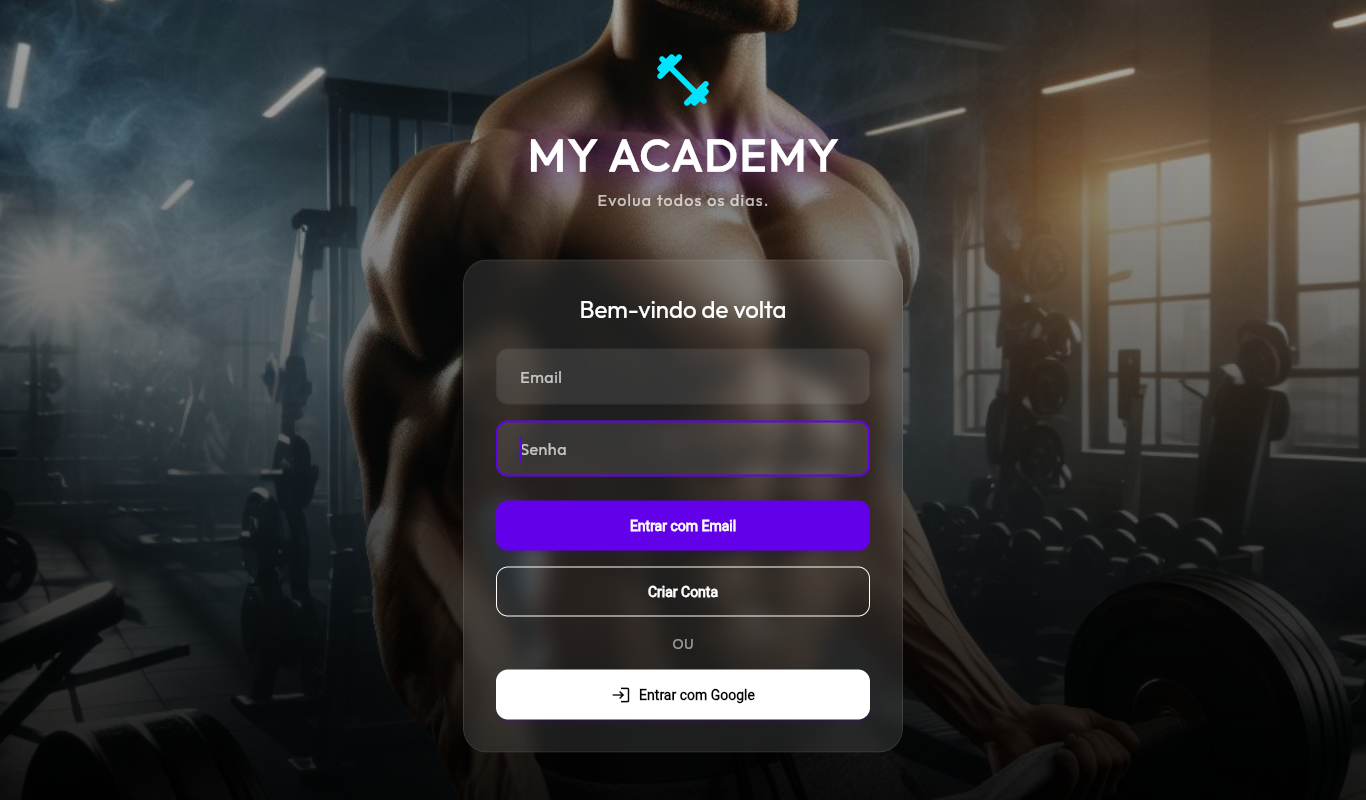 MY ACADEMY
Evolua todos os dias.
Bem-vindo de volta
Email
Senha
Entrar com Email
Criar Conta
OU
Entrar com Google